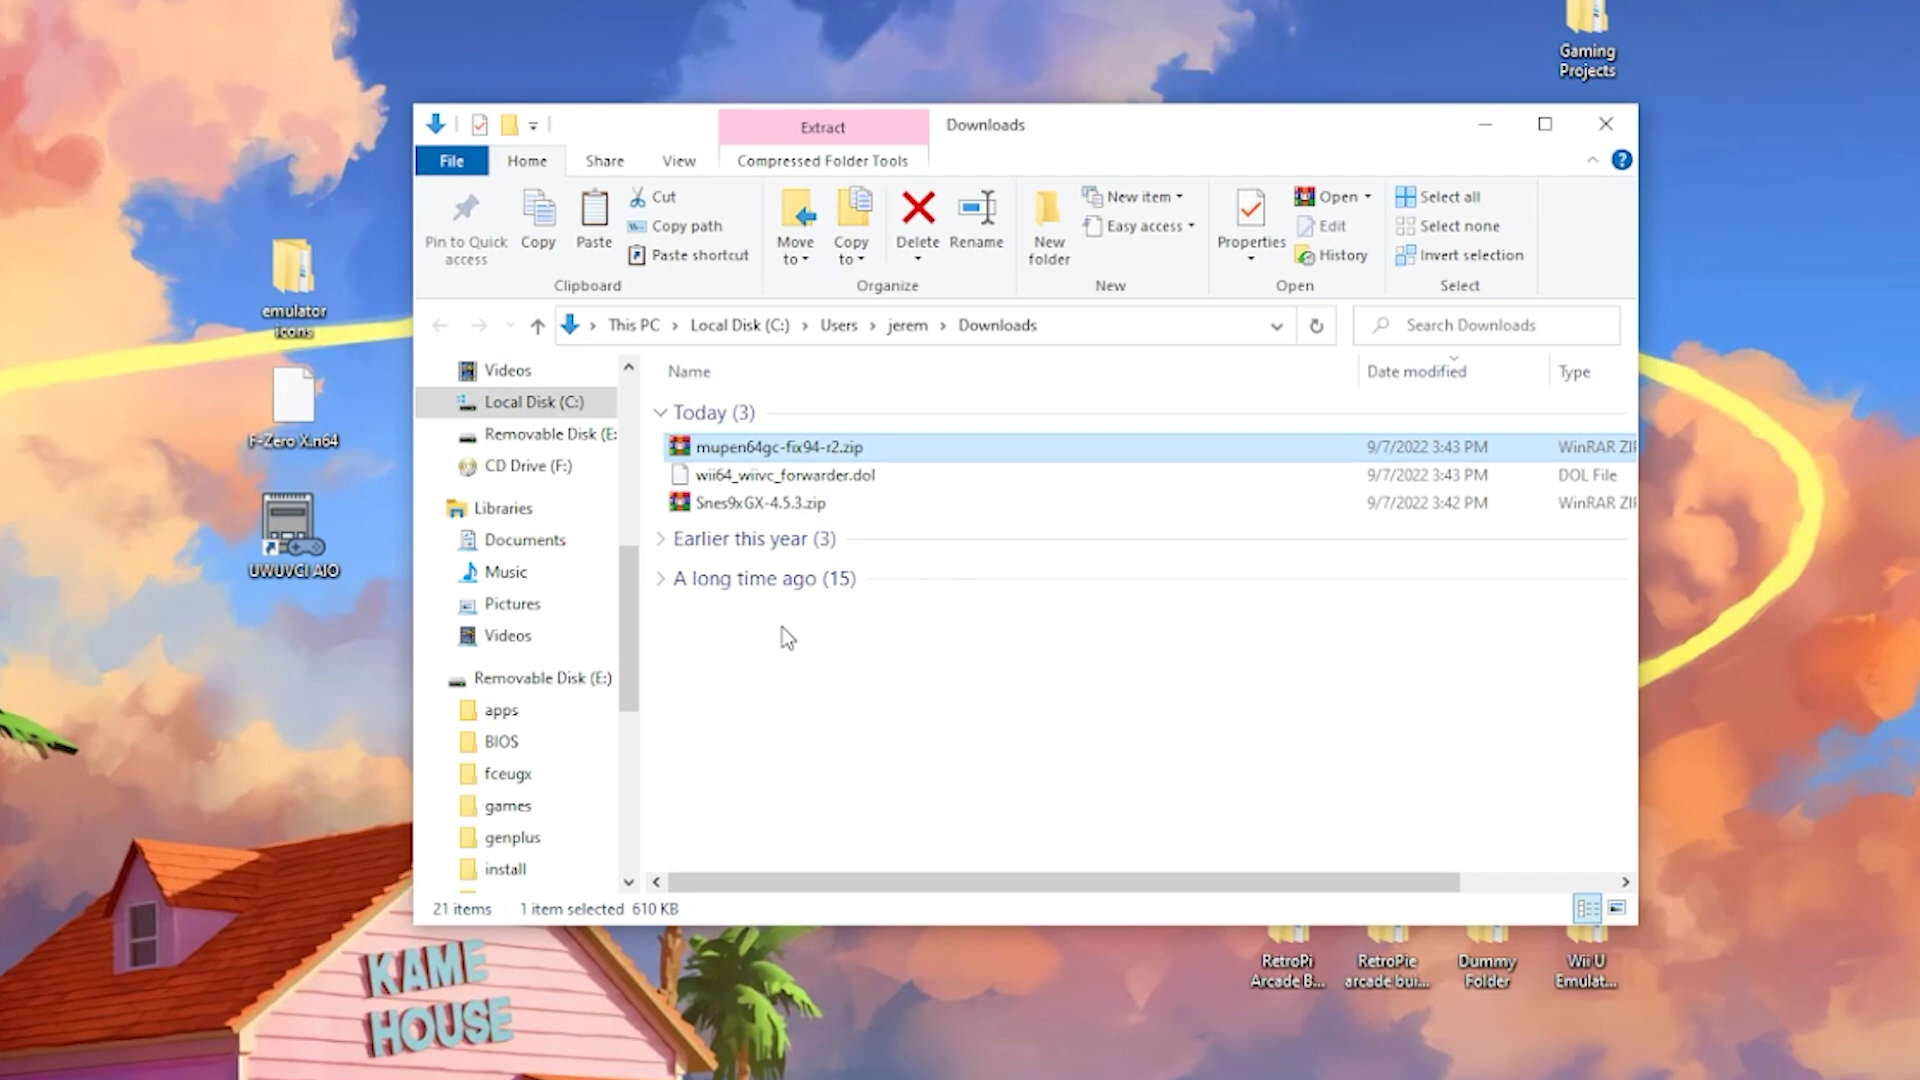 Gaming
Projects
Extract
Downloads
File
Home
Share
View
Compressed Folder Tools
Pin to Quick
access
Copy
Paste
Cut
Copy path
Paste shortcut
Move
to
Copy
to
Delete
Rename
New
folder
New item
Easy access
Properties
Open
Edit
History
Select all
Select none
Invert selection
Clipboard
Organize
New
Open
Select
This PC
Local Disk (C:)
Users
jerem
Downloads
Search Downloads
emulator
icons
F-Zero X.n64
UWUVCI AIO
Videos
Local Disk (C:)
Removable Disk (E:
CD Drive (F:)
Libraries
Documents
Music
Pictures
Videos
Removable Disk (E:)
apps
BIOS
fceugx
games
genplus
install
Name
Date modified
Type
Today (3)
mupen64gc-fix94-r2.zip
9/7/2022 3:43 PM
WinRAR ZI
wii64_wiivc_forwarder.dol
9/7/2022 3:43 PM
DOL File
Snes9xGX-4.5.3.zip
9/7/2022 3:42 PM
WinRAR ZI
Earlier this year (3)
A long time ago (15)
21 items
1 item selected 610 KB
RetroPi
Arcade B...
RetroPie
arcade bui...
Dummy
Folder
Wii U
Emulat...
KAME
HOUSE